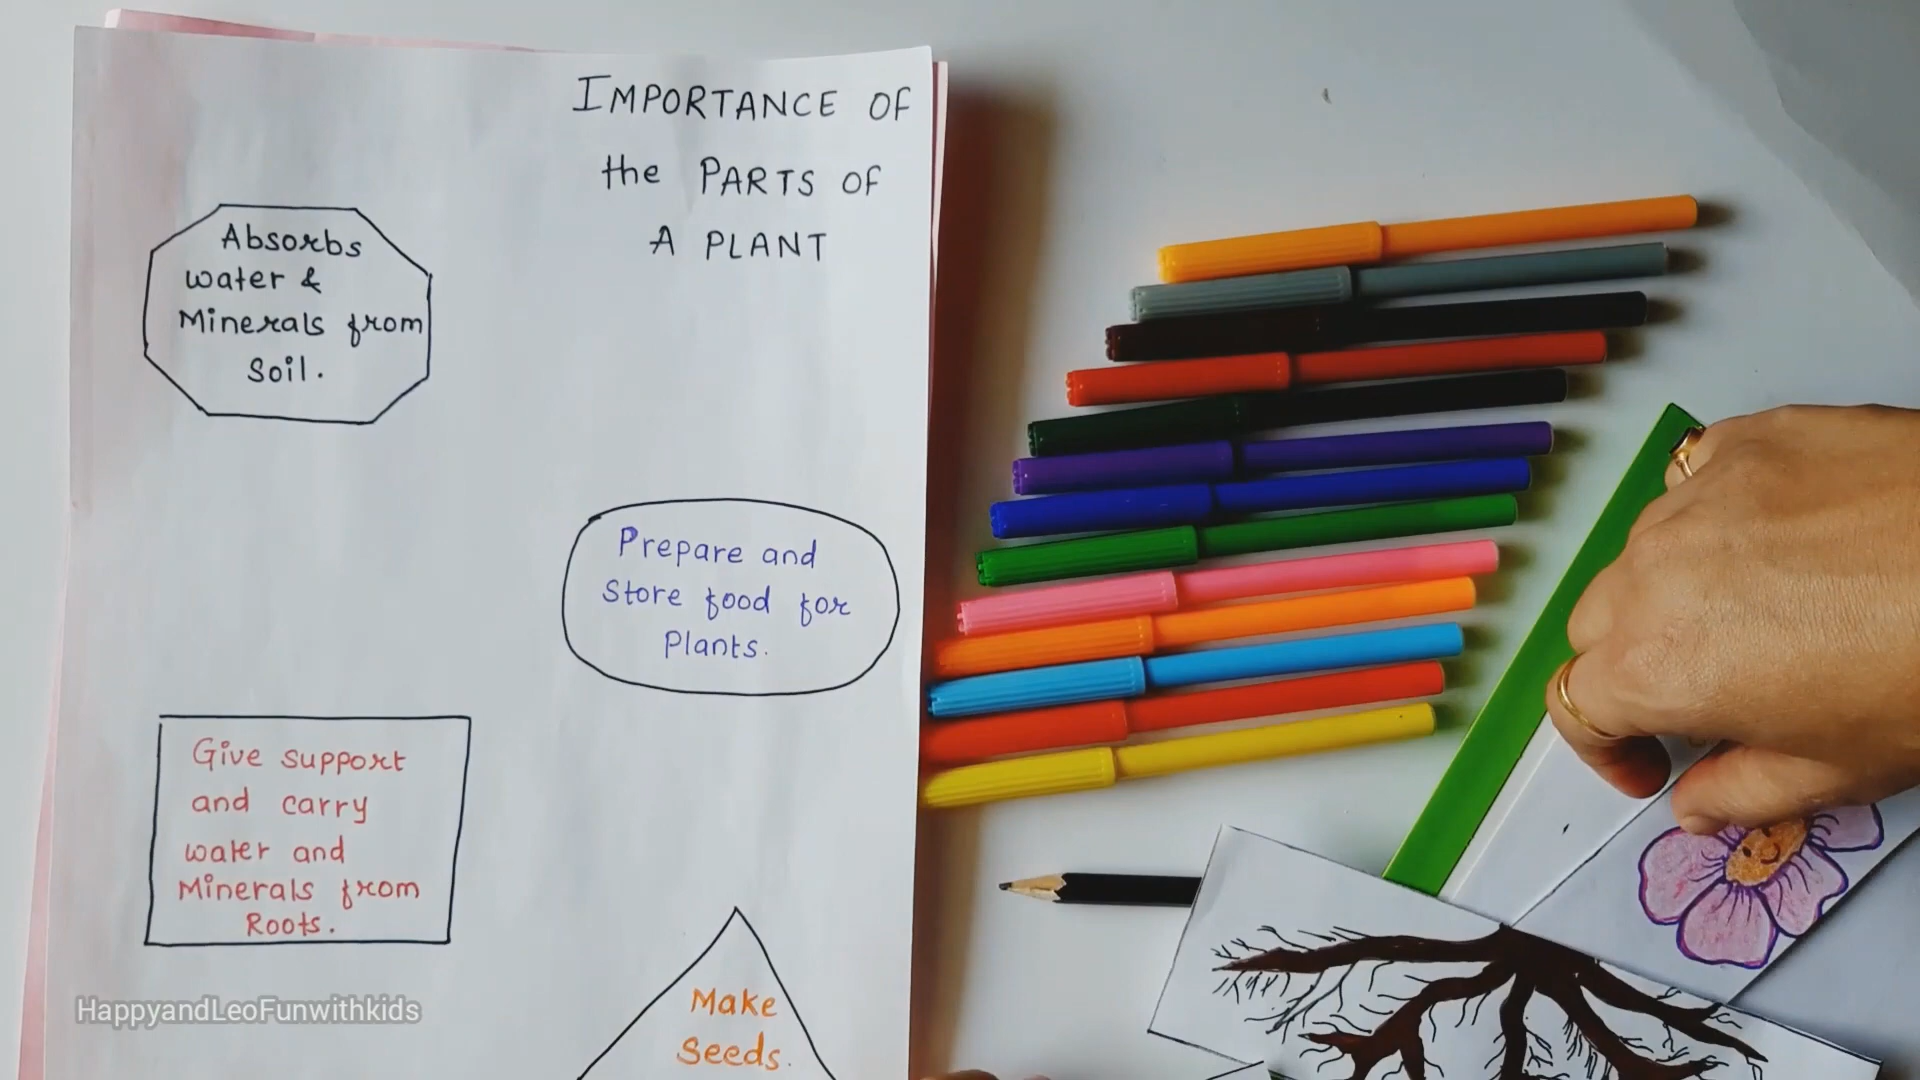 IMPORTANCE OF
the PARTS OF
A PLANT
Absorbs
water &
Minerals from
Soil.
Prepare and
Store food for
Plants.
Give support
and carry
water and
Minerals from
Roots.
Make
Seeds.
HappyandLeoFunwithkids